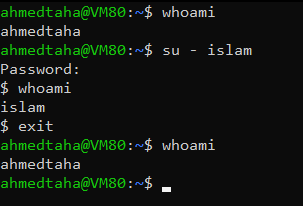 ahmedtaha@VM80:~$ whoami
ahmedtaha
ahmedtaha@VM80:~$ su - islam
Password:
$ whoami
islam
$ exit
ahmedtaha@VM80:~$ whoami
ahmedtaha
ahmedtaha@VM80:~$